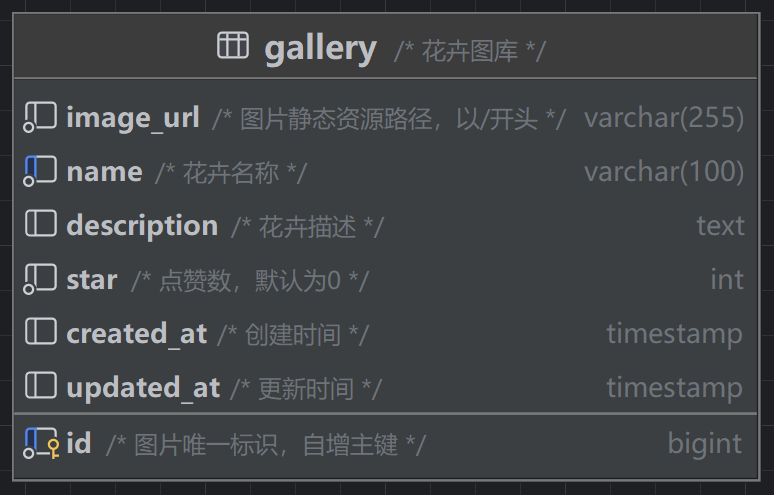 gallery /* 花卉图库 */
image_url /* 图片静态资源路径，以/开头 */ varchar(255)
name /* 花卉名称 */ varchar(100)
description /* 花卉描述 */ text
star /* 点赞数，默认为0 */ int
created_at /* 创建时间 */ timestamp
updated_at /* 更新时间 */ timestamp
id /* 图片唯一标识，自增主键 */ bigint